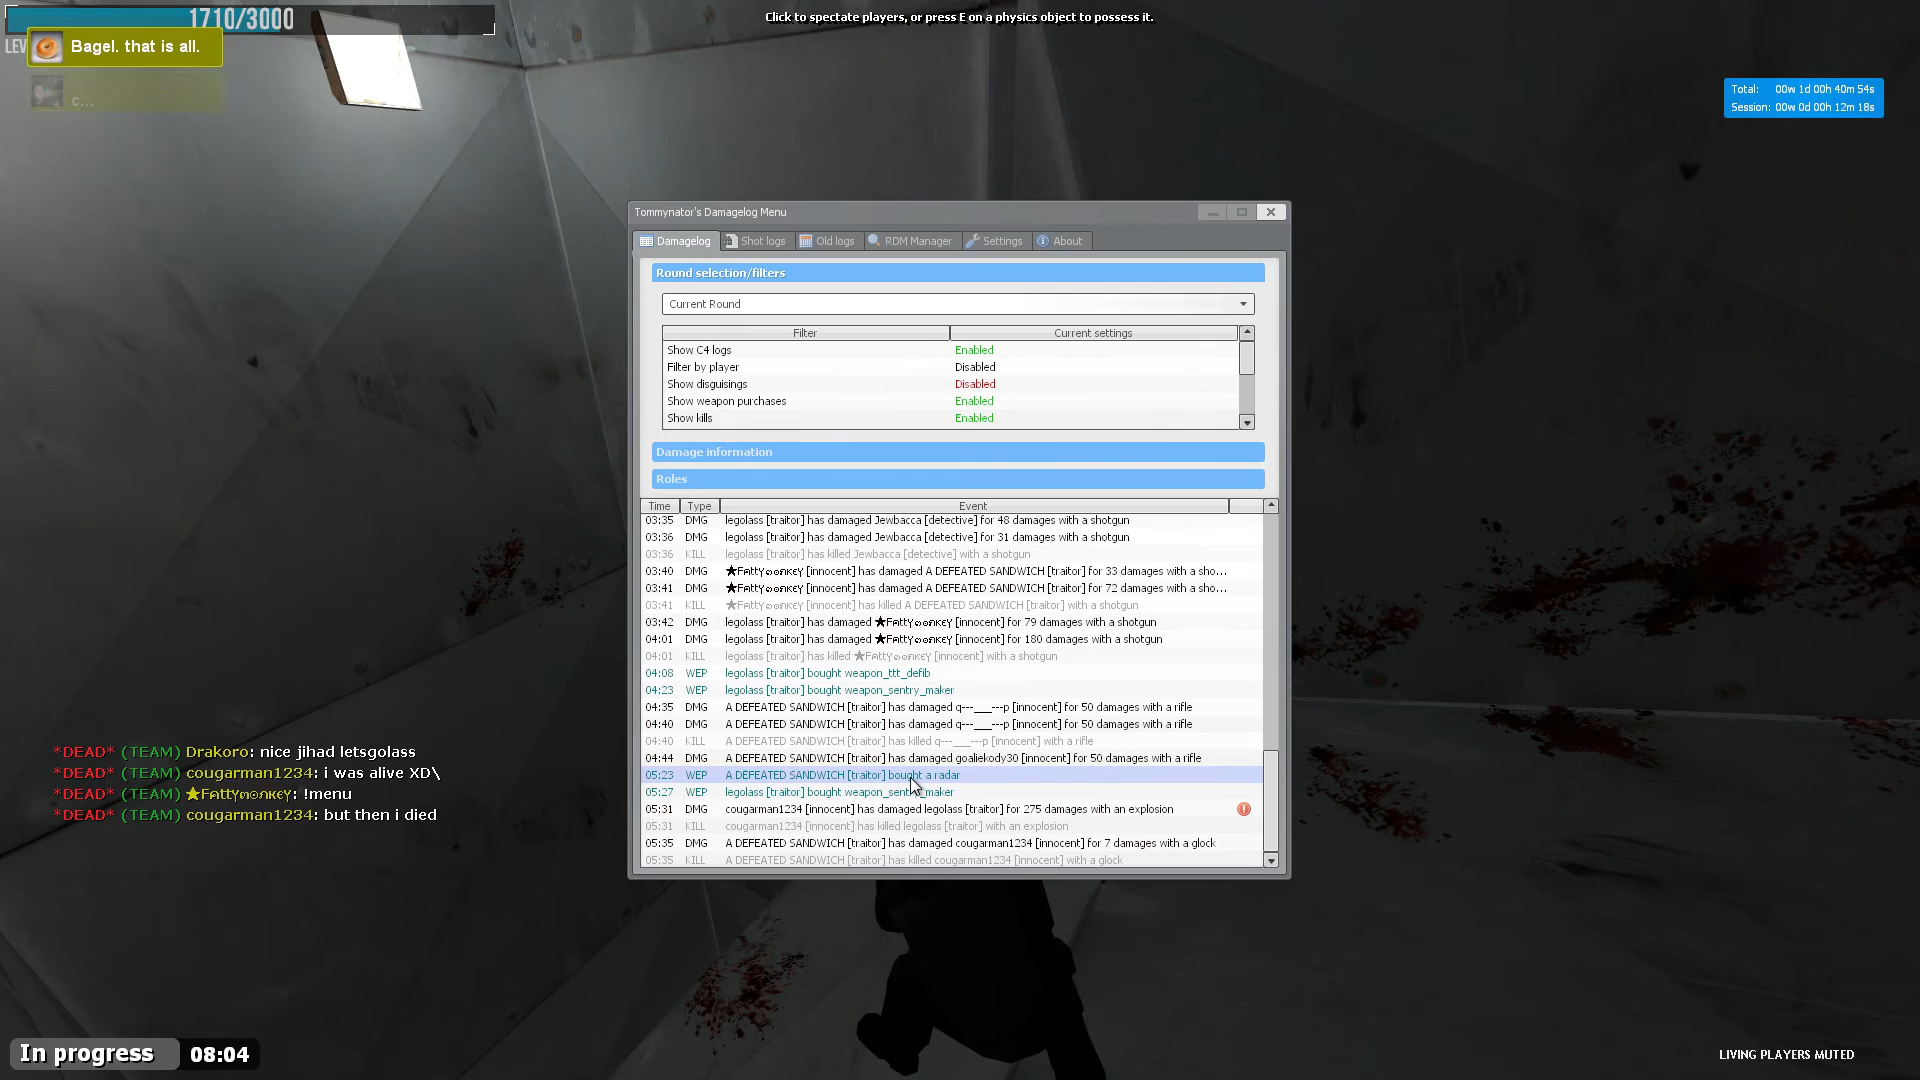 1710/3000
LEV
Bagel. that is all.
c...
Click to spectate players, or press E on a physics object to possess it.
Total: 00w 1d 00h 40m 54s
Session: 00w 0d 00h 12m 18s
Tommynator's Damagelog Menu
Damagelog Shot logs Old logs RDM Manager Settings About
Round selection/filters
Current Round
Filter Current settings
Show C4 logs Enabled
Filter by player Disabled
Show disguisings Disabled
Show weapon purchases Enabled
Show kills Enabled
Damage information
Roles
Time Type Event
03:35 DMG legolass [traitor] has damaged Jewbacca [detective] for 48 damages with a shotgun
03:36 DMG legolass [traitor] has damaged Jewbacca [detective] for 31 damages with a shotgun
03:36 KILL legolass [traitor] has killed Jewbacca [detective] with a shotgun
03:40 DMG [innocent] has damaged A DEFEATED SANDWICH [traitor] for 33 damages with a sho...
03:41 DMG [innocent] has damaged A DEFEATED SANDWICH [traitor] for 72 damages with a sho...
03:41 KILL [innocent] has killed A DEFEATED SANDWICH [traitor] with a shotgun
03:42 DMG legolass [traitor] has damaged [innocent] for 79 damages with a shotgun
04:01 DMG legolass [traitor] has damaged [innocent] for 180 damages with a shotgun
04:01 KILL legolass [traitor] has killed [innocent] with a shotgun
04:08 WEP legolass [traitor] bought weapon_ttt_defib
04:23 WEP legolass [traitor] bought weapon_sentry_maker
04:35 DMG A DEFEATED SANDWICH [traitor] has damaged q---___---p [innocent] for 50 damages with a rifle
04:40 DMG A DEFEATED SANDWICH [traitor] has damaged q---___---p [innocent] for 50 damages with a rifle
04:40 KILL A DEFEATED SANDWICH [traitor] has killed q---___---p [innocent] with a rifle
04:44 DMG A DEFEATED SANDWICH [traitor] has damaged goaliekody30 [innocent] for 50 damages with a rifle
05:23 WEP A DEFEATED SANDWICH [traitor] bought a radar
05:27 WEP legolass [traitor] bought weapon_sentry_maker
05:31 DMG cougarman1234 [innocent] has damaged legolass [traitor] for 275 damages with an explosion
05:31 KILL cougarman1234 [innocent] has killed legolass [traitor] with an explosion
05:35 DMG A DEFEATED SANDWICH [traitor] has damaged cougarman1234 [innocent] for 7 damages with a glock
05:35 KILL A DEFEATED SANDWICH [traitor] has killed cougarman1234 [innocent] with a glock
*DEAD* (TEAM) Drakoro: nice jihad letsgolass
*DEAD* (TEAM) cougarman1234: i was alive XD\
*DEAD* (TEAM) : !menu
*DEAD* (TEAM) cougarman1234: but then i died
In progress 08:04
LIVING PLAYERS MUTED